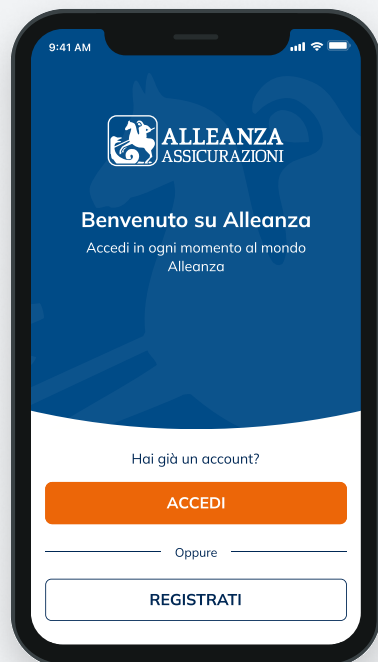 9:41 AM
ALLEANZA
ASSICURAZIONI
Benvenuto su Alleanza
Accedi in ogni momento al mondo
Alleanza
Hai già un account?
ACCEDI
Oppure
REGISTRATI